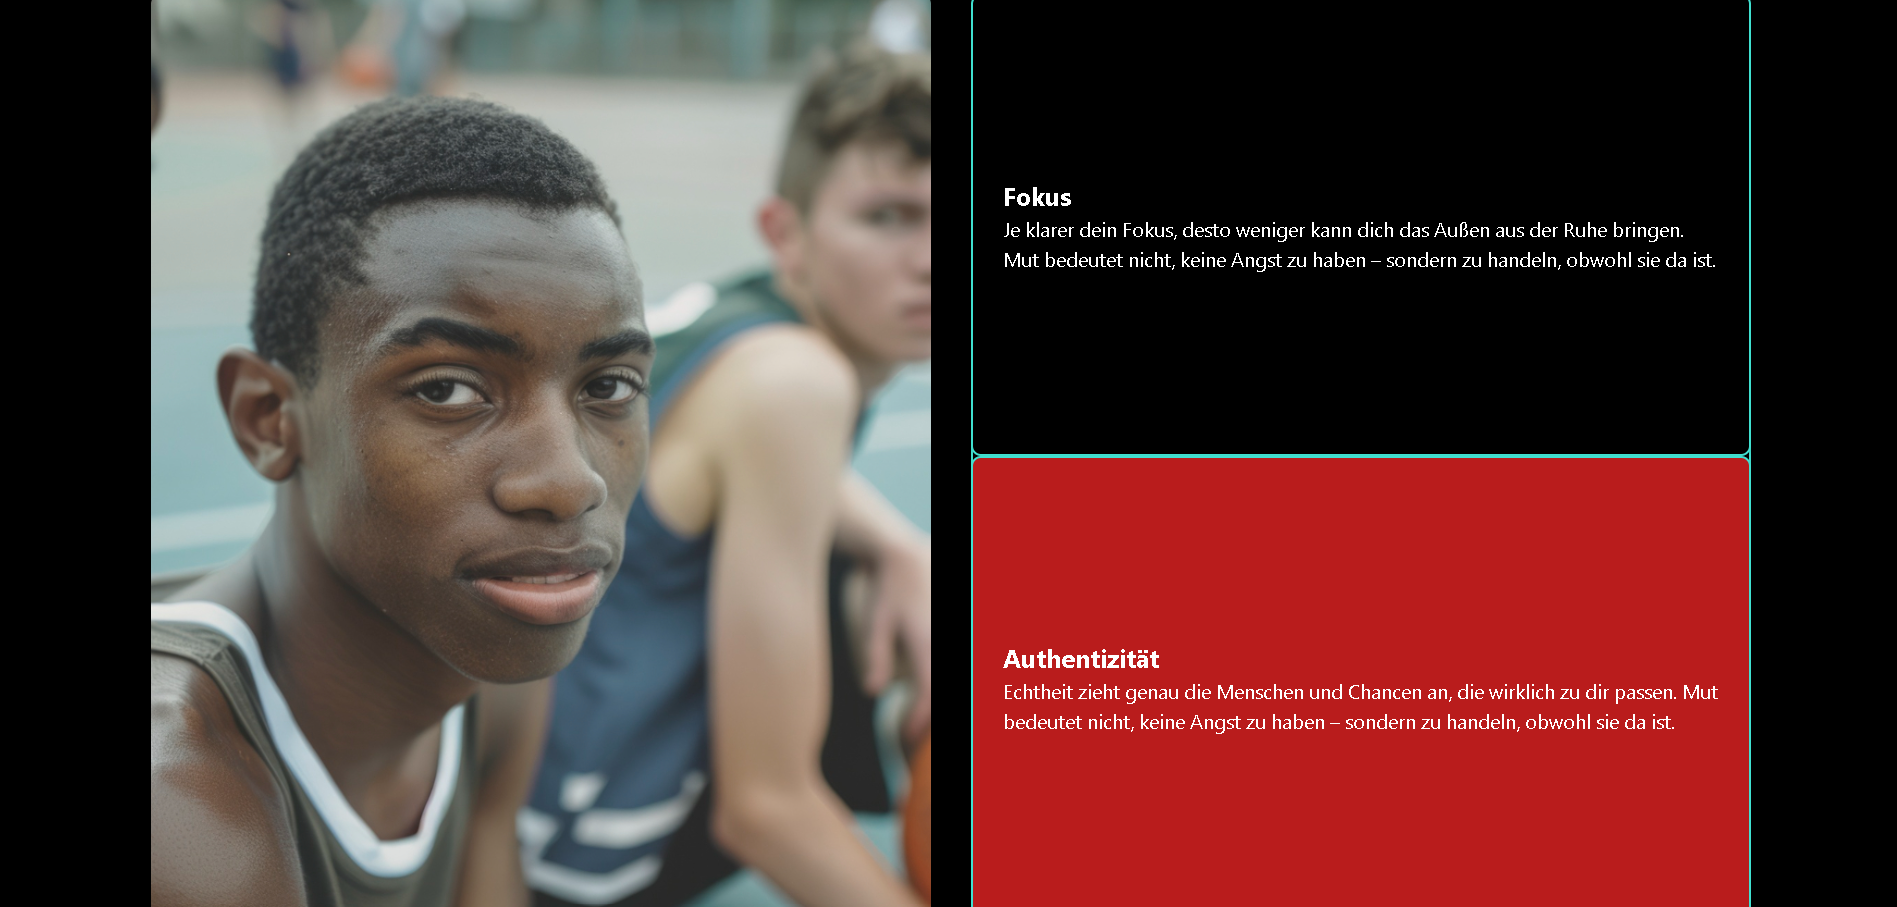 Fokus
Je klarer dein Fokus, desto weniger kann dich das Außen aus der Ruhe bringen.
Mut bedeutet nicht, keine Angst zu haben – sondern zu handeln, obwohl sie da ist.
Authentizität
Echtheit zieht genau die Menschen und Chancen an, die wirklich zu dir passen. Mut
bedeutet nicht, keine Angst zu haben – sondern zu handeln, obwohl sie da ist.